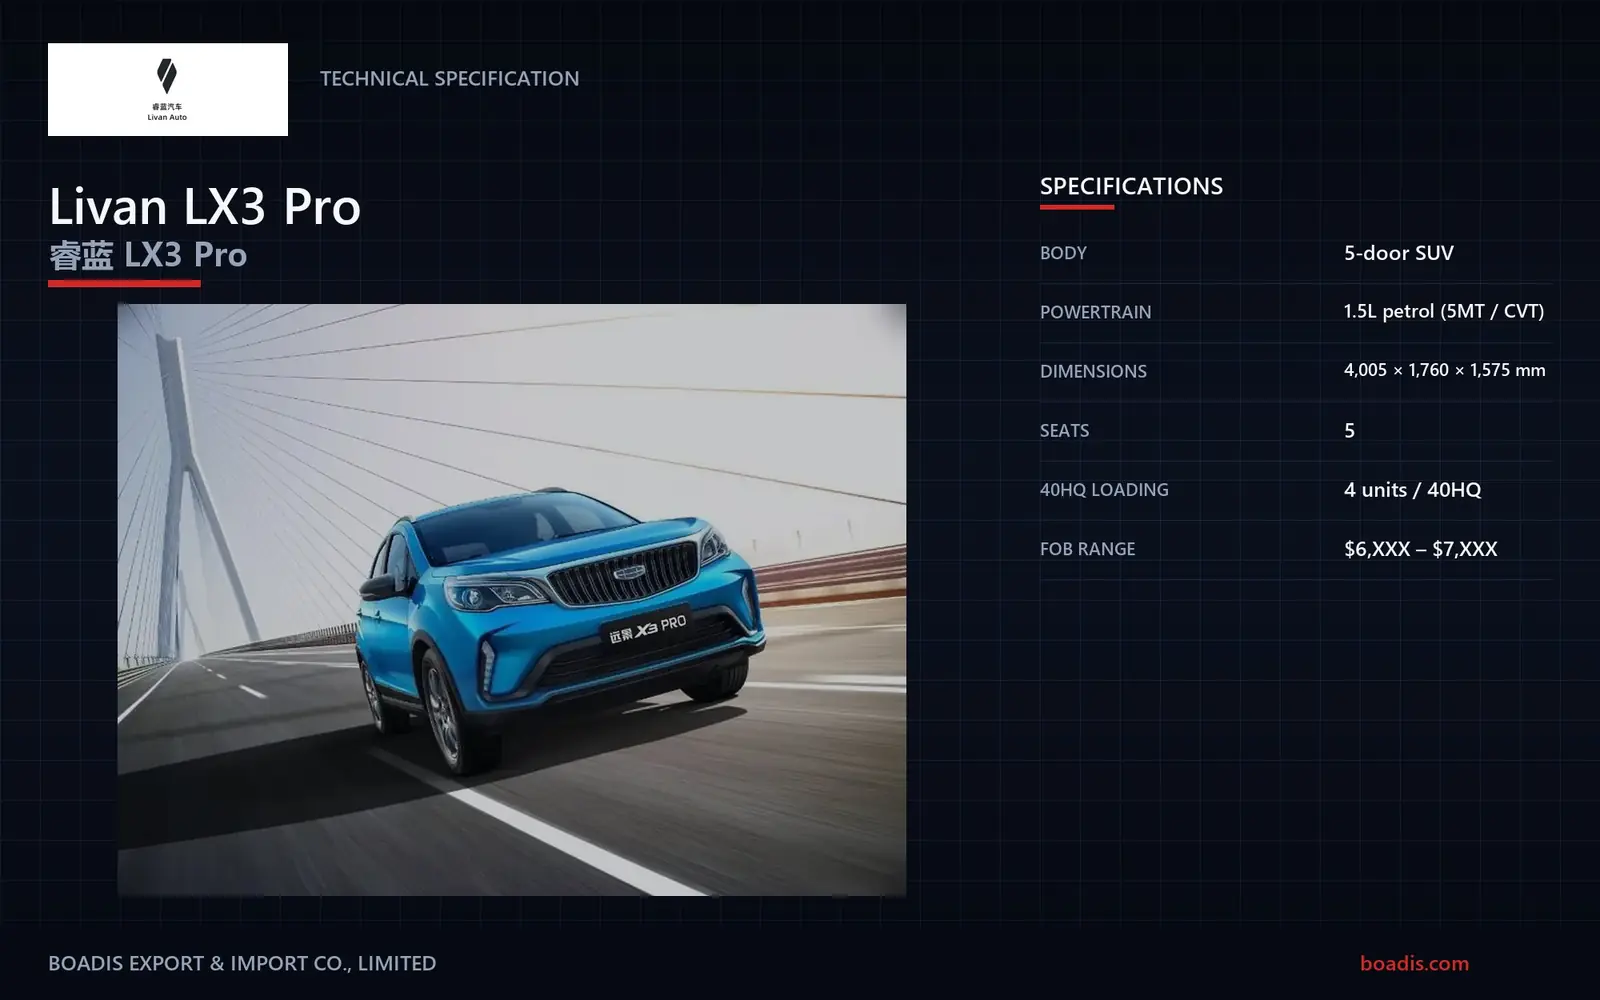 睿蓝汽车
Livan Auto
TECHNICAL SPECIFICATION
Livan LX3 Pro
睿蓝 LX3 Pro
远景 X3 PRO
SPECIFICATIONS
BODY 5-door SUV
POWERTRAIN 1.5L petrol (5MT / CVT)
DIMENSIONS 4,005 × 1,760 × 1,575 mm
SEATS 5
40HQ LOADING 4 units / 40HQ
FOB RANGE $6,XXX – $7,XXX
BOADIS EXPORT & IMPORT CO., LIMITED
boadis.com